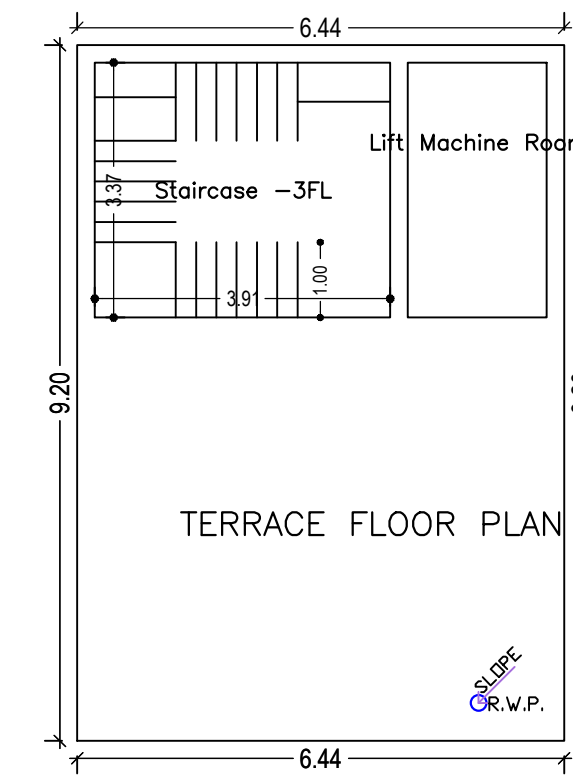 6.44
Lift Machine Room
3.37
Staircase -3FL
1.00
3.91
9.20
TERRACE FLOOR PLAN
SLOPE
R.W.P.
6.44